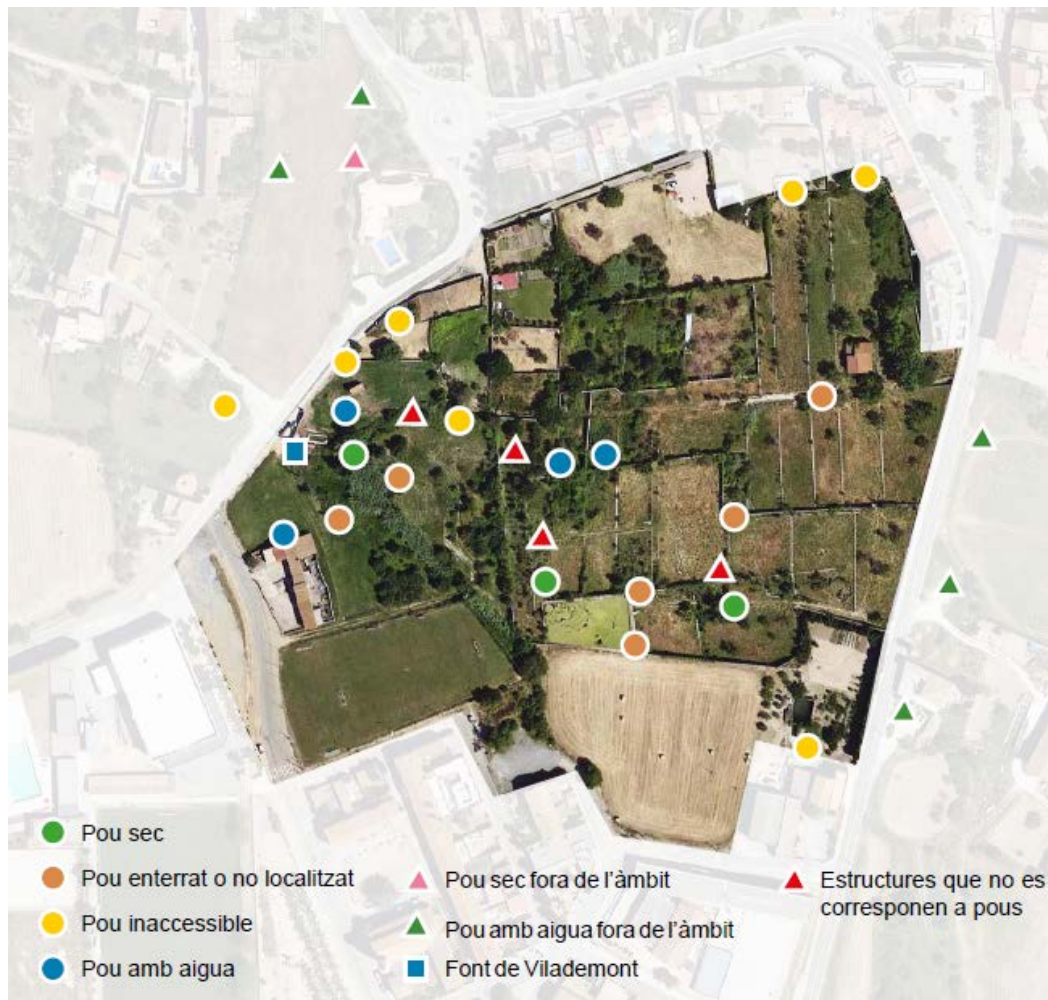 Pou sec
Pou enterrat o no localitzat
Pou inaccessible
Pou amb aigua
Pou sec fora de l'àmbit
Pou amb aigua fora de l'àmbit
Font de Vilademont
Estructures que no es
corresponen a pous